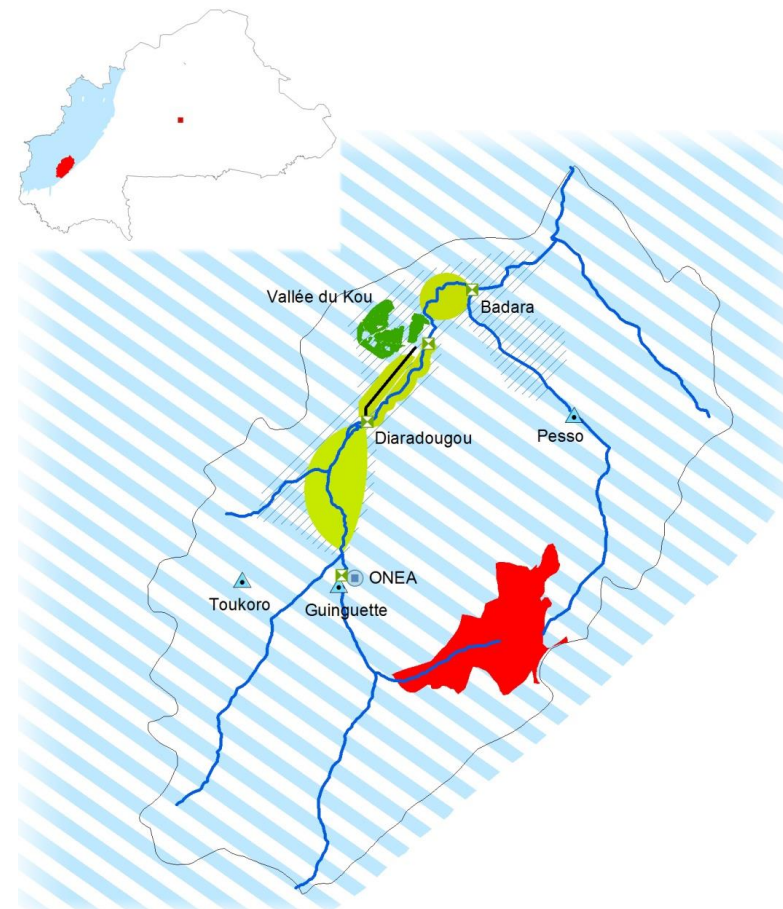 Vallée du Kou
Badara
Diaradougou
Pesso
ONEA
Toukoro
Guinguette